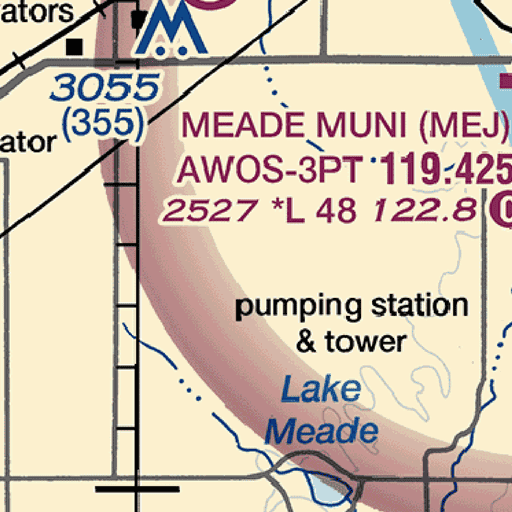 ators
3055
(355)
ator
MEADE MUNI (MEJ)
AWOS-3PT 119.425
2527 *L 48 122.8 C
pumping station
& tower
Lake
Meade